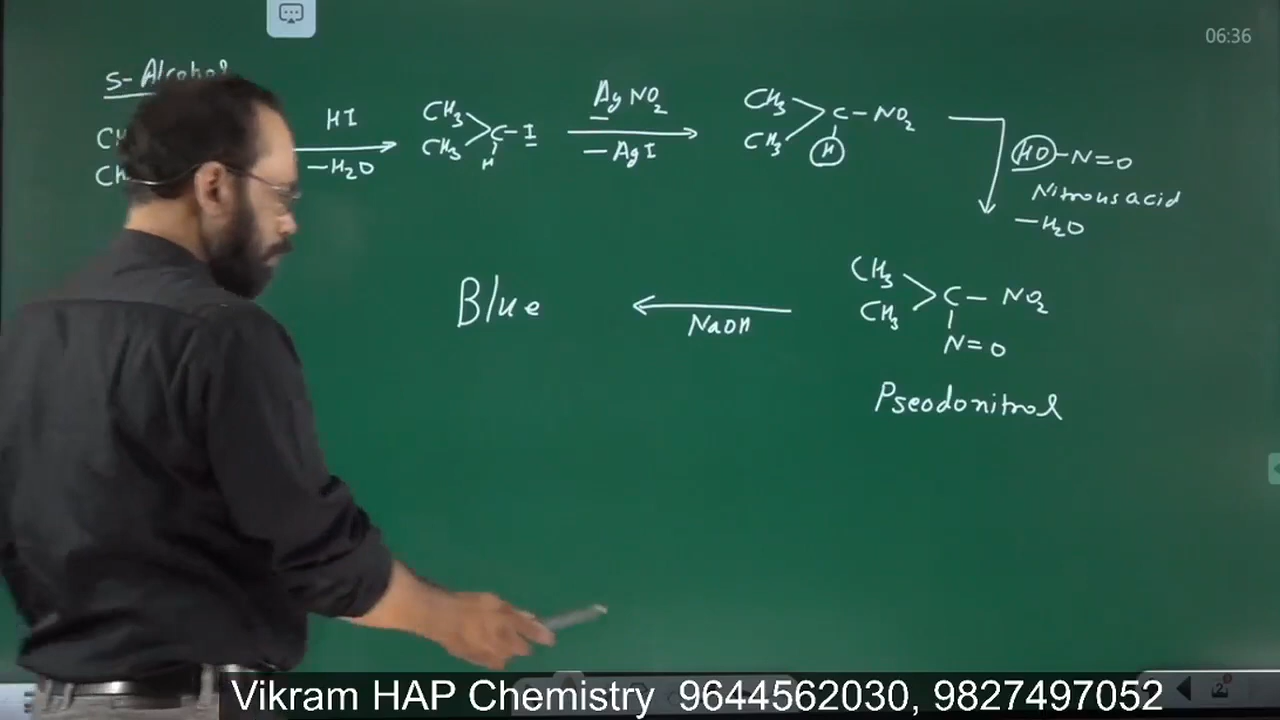 06:36
S-Alcohol
HI
-H2O
CH3
CH3
C-I
H
AgNO2
-AgI
CH3
CH3
C-NO2
H
HO-N=O
Nitrous acid
-H2O
CH3
CH3
C- NO2
N=O
Pseodonitrol
NaOH
Blue
Vikram HAP Chemistry 9644562030, 9827497052